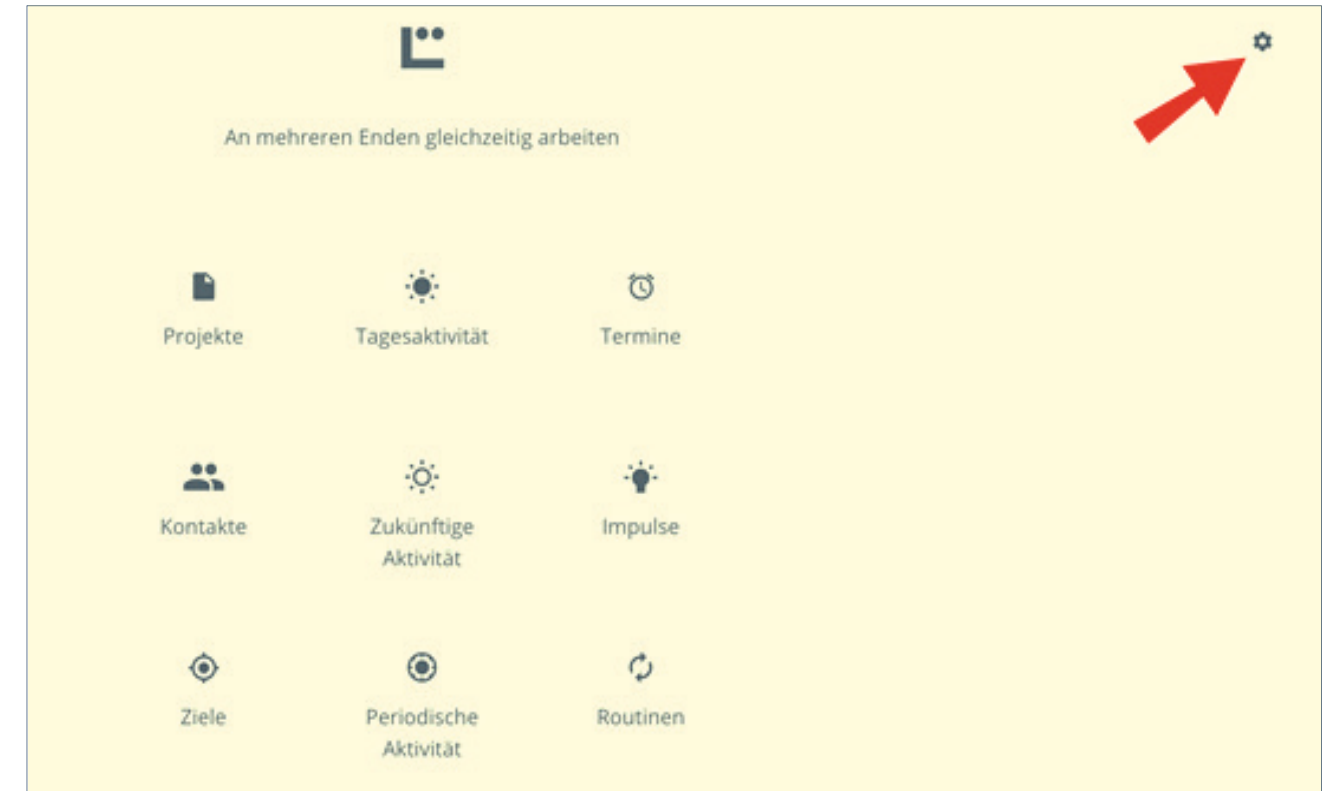 An mehreren Enden gleichzeitig arbeiten
Projekte
Tagesaktivität
Termine
Kontakte
Zukünftige
Aktivität
Impulse
Ziele
Periodische
Aktivität
Routinen